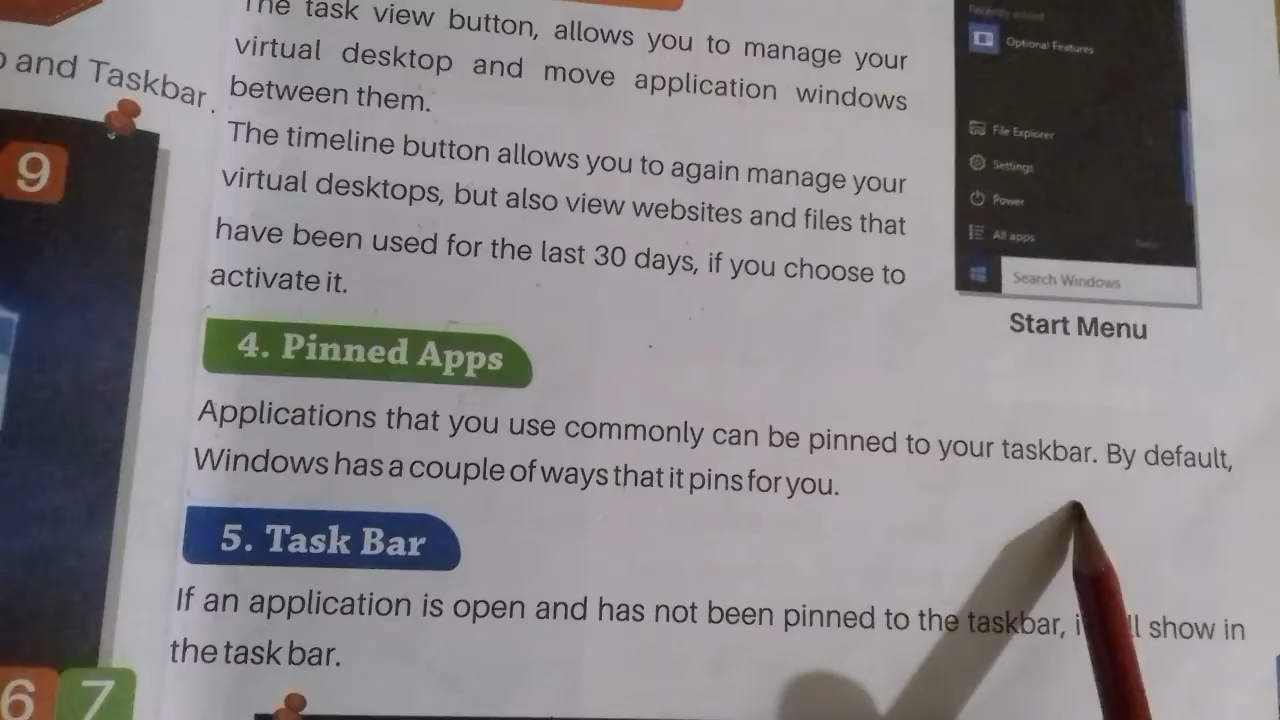 and Taskbar.
9
6
7
The task view button, allows you to manage your
virtual desktop and move application windows
between them.
The timeline button allows you to again manage your
virtual desktops, but also view websites and files that
have been used for the last 30 days, if you choose to
activate it.
4. Pinned Apps
Applications that you use commonly can be pinned to your taskbar. By default,
Windows has a couple of ways that it pins for you.
5. Task Bar
If an application is open and has not been pinned to the taskbar, show in
the task bar.
Recently added
Optional Features
File Explorer
Settings
Power
All apps
Search Windows
Start Menu